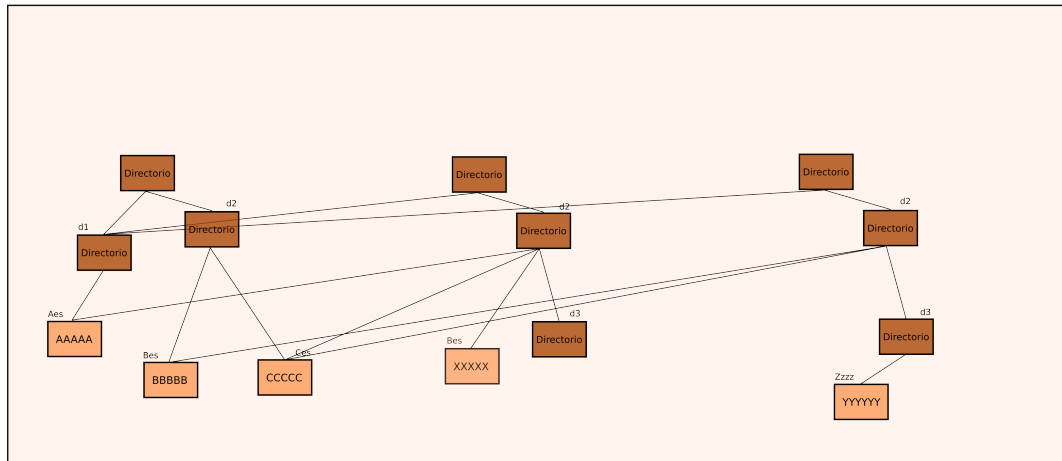 Directorio
Directorio
Directorio
d2
d2
d2
Directorio
Directorio
Directorio
d1
Directorio
Aes
AAAAA
d3
Directorio
d3
Directorio
Bes
BBBBB
Ces
CCCCC
Bes
XXXXX
Zzzz
YYYYYY